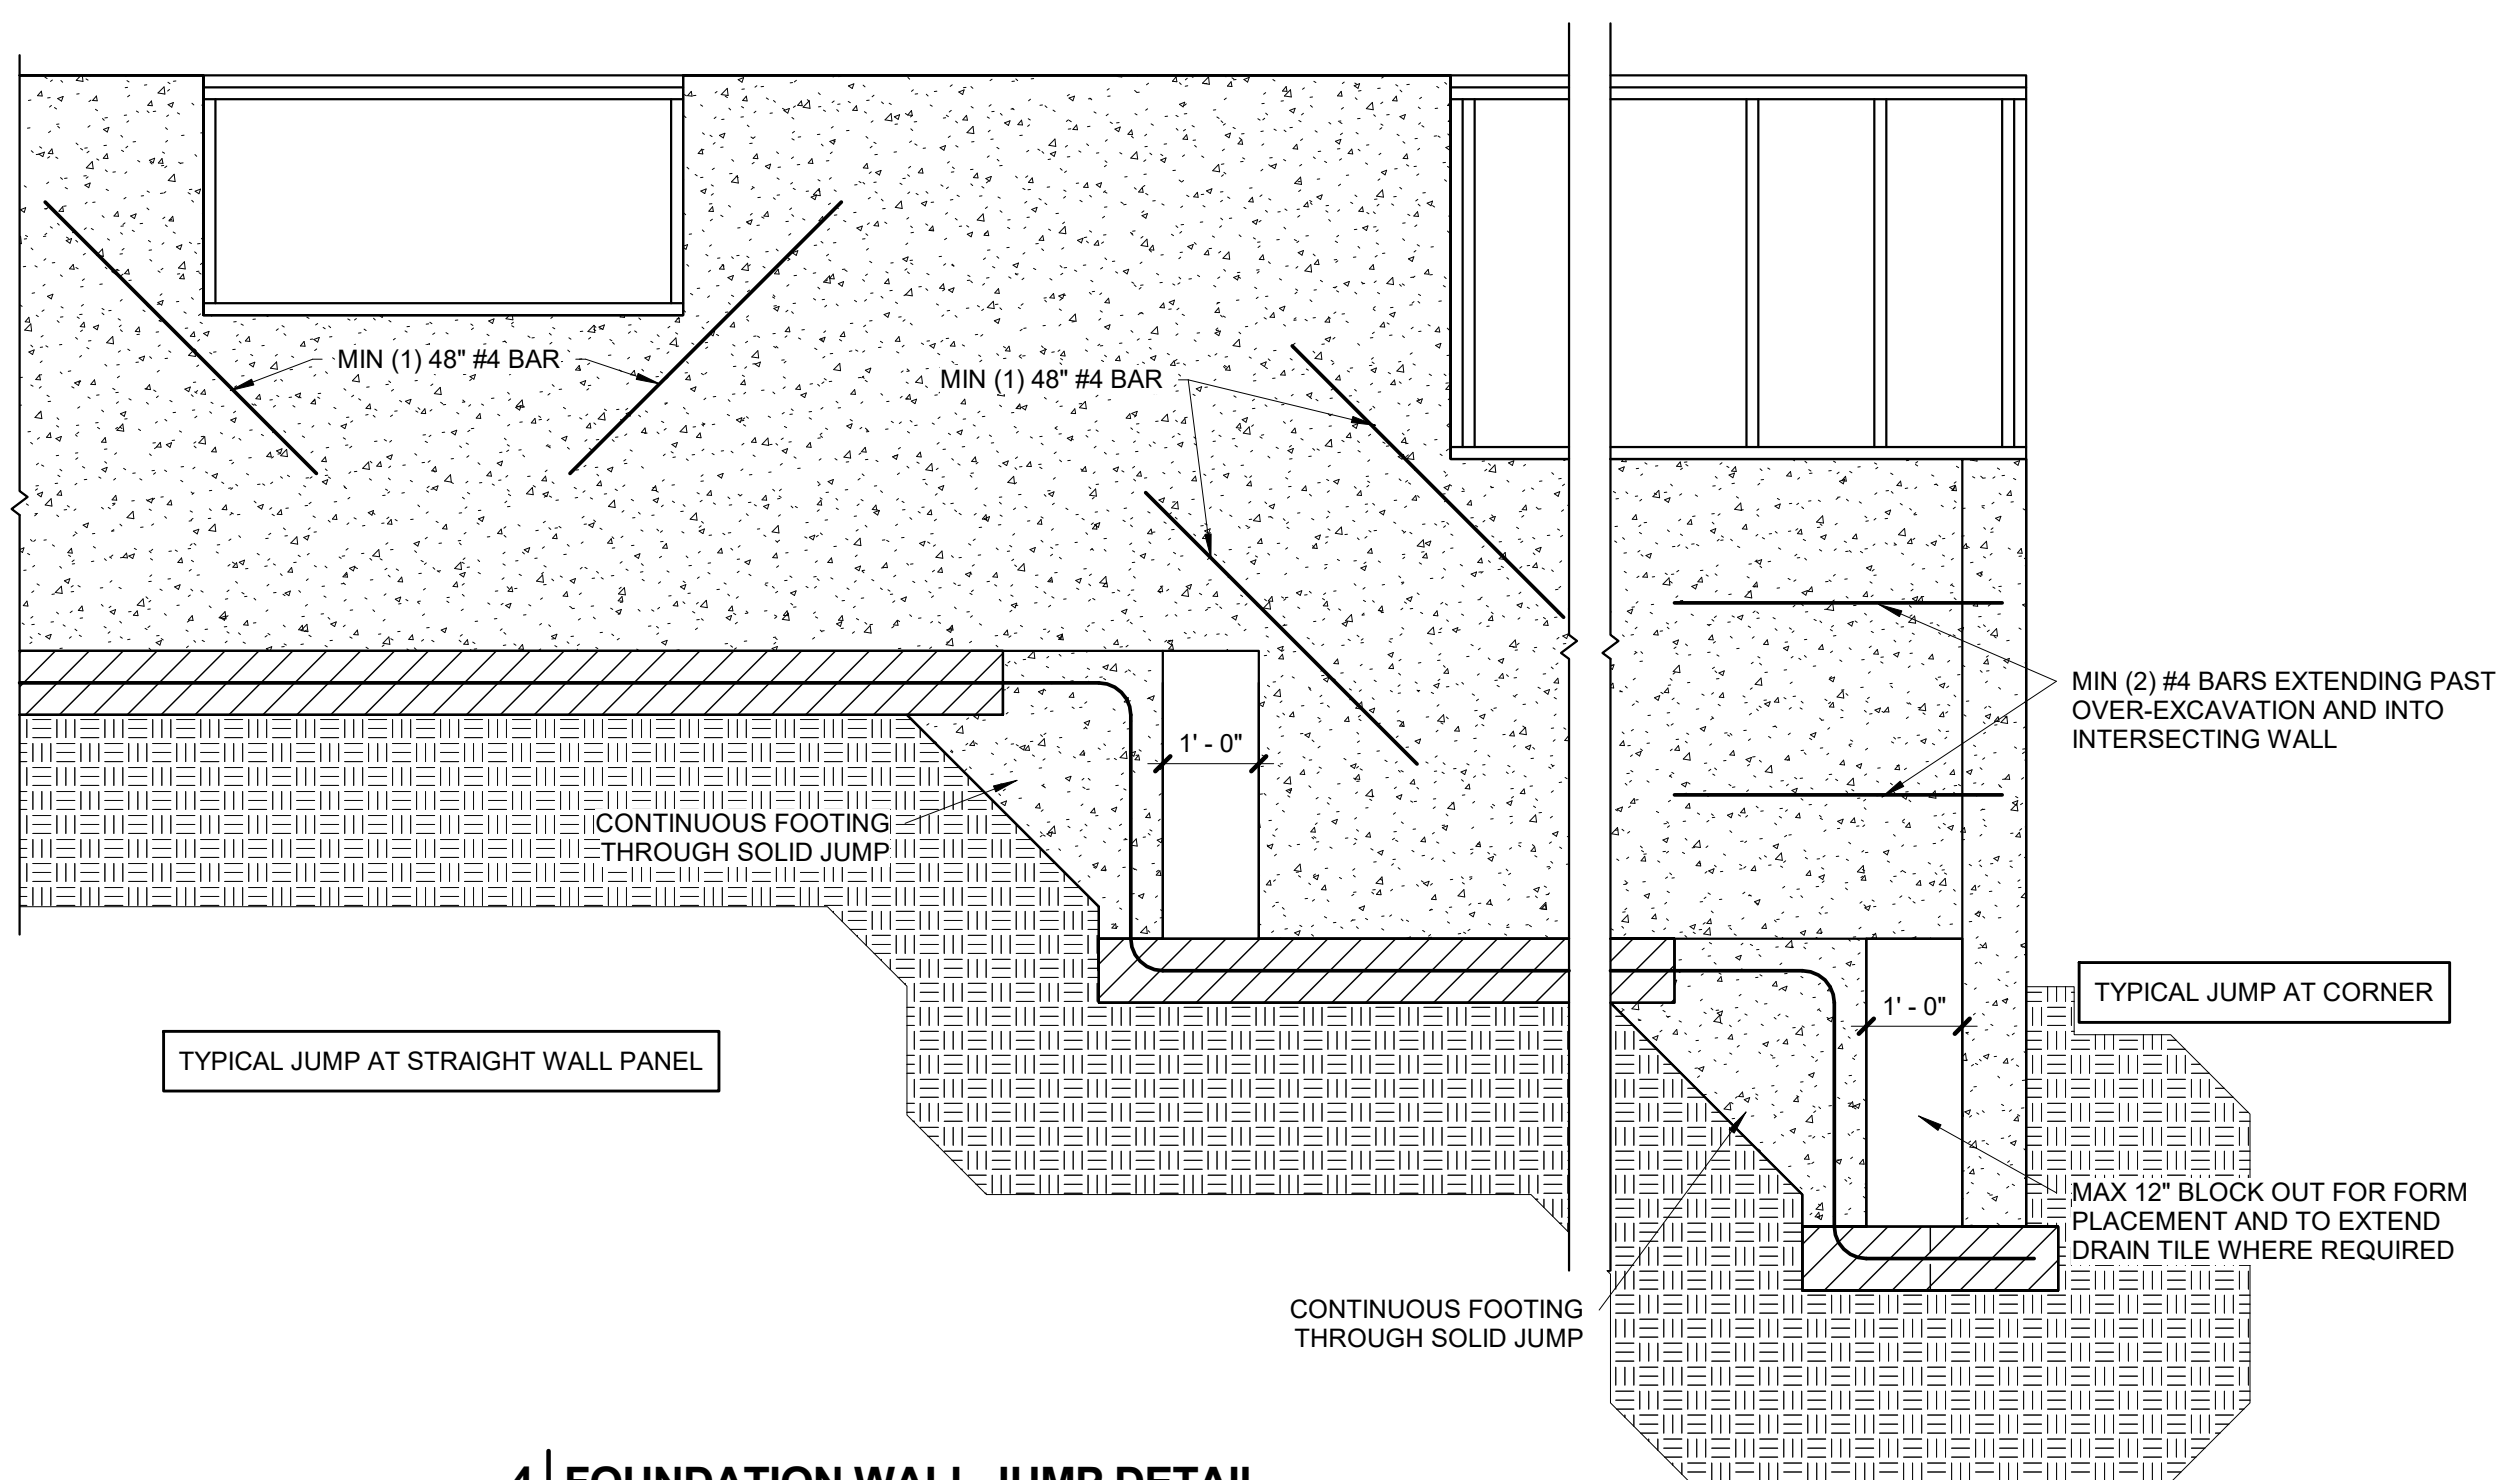 MIN (1) 48" #4 BAR
MIN (1) 48" #4 BAR
MIN (2) #4 BARS EXTENDING PAST
OVER-EXCAVATION AND INTO
INTERSECTING WALL
1' - 0"
CONTINUOUS FOOTING
THROUGH SOLID JUMP
TYPICAL JUMP AT CORNER
1' - 0"
TYPICAL JUMP AT STRAIGHT WALL PANEL
MAX 12" BLOCK OUT FOR FORM
PLACEMENT AND TO EXTEND
DRAIN TILE WHERE REQUIRED
CONTINUOUS FOOTING
THROUGH SOLID JUMP
4 FOUNDATION WALL JUMP DETAIL